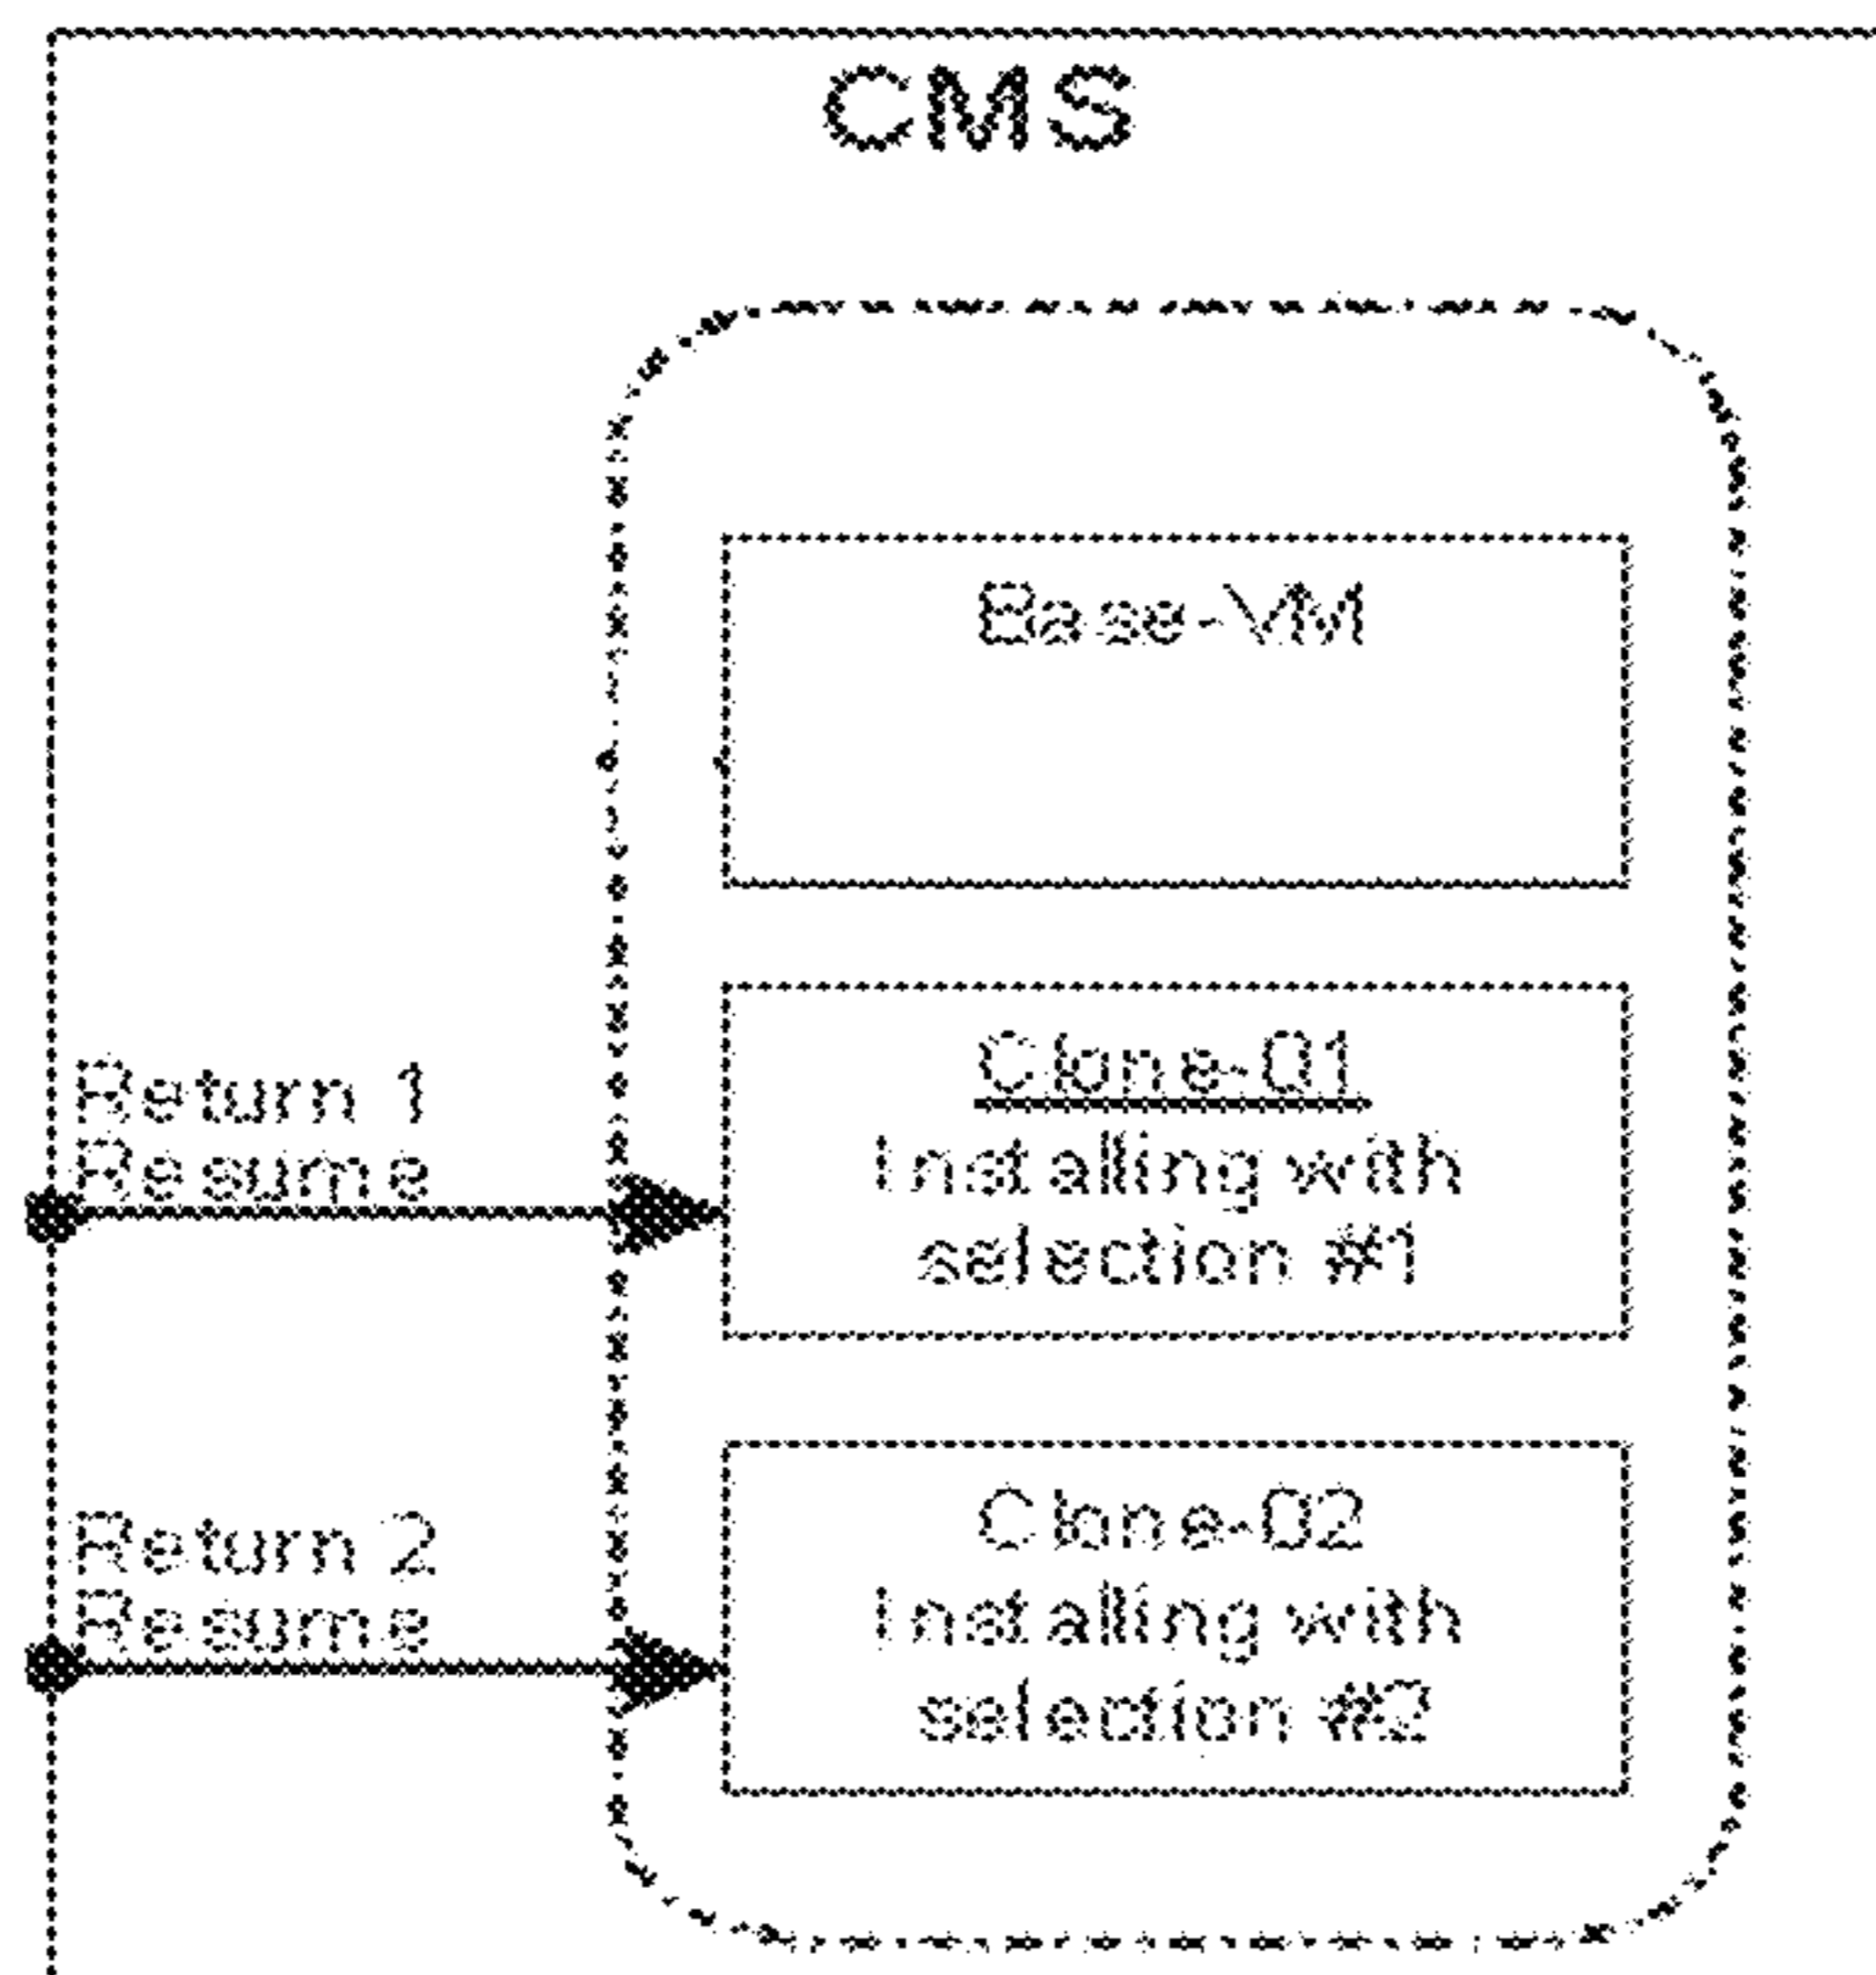 CMS
Base-VM
Return 1
Resume
Clone-01
Installing with
selection #1
Return 2
Resume
Clone-02
Installing with
selection #2